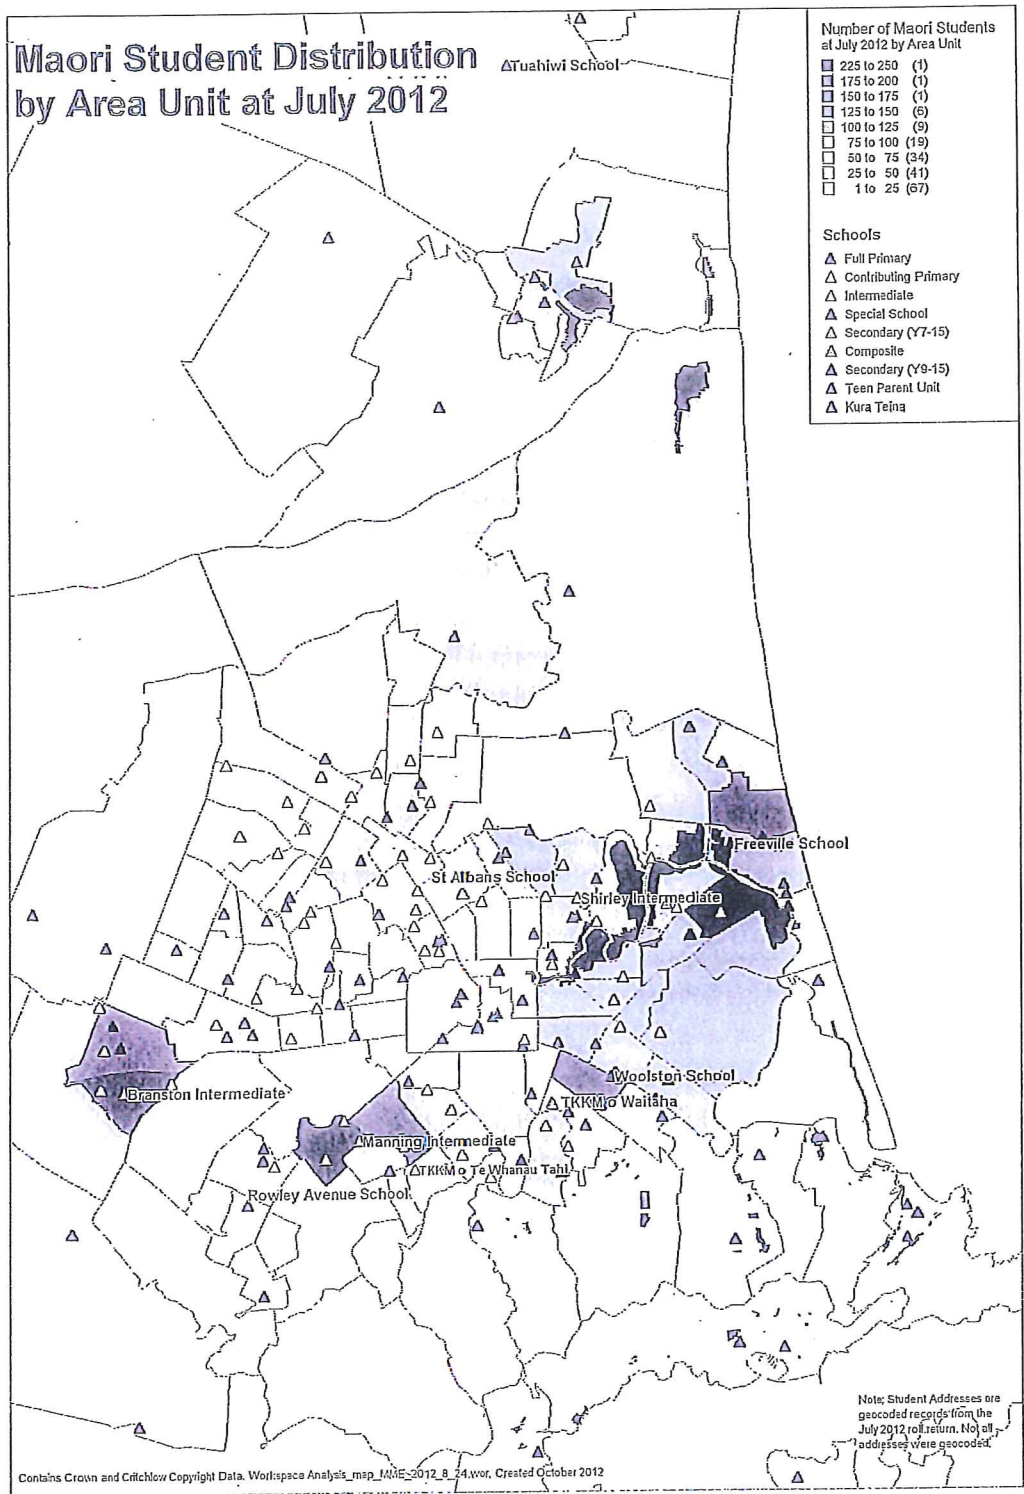 Maori Student Distribution
by Area Unit at July 2012
Tuahiwi School
Number of Maori Students
at July 2012 by Area Unit
225 to 250 (1)
175 to 200 (1)
150 to 175 (1)
125 to 150 (6)
100 to 125 (9)
75 to 100 (19)
50 to 75 (34)
25 to 50 (41)
1 to 25 (67)
Schools
Full Primary
Contributing Primary
Intermediate
Special School
Secondary (Y7-15)
Composite
Secondary (Y9-15)
Teen Parent Unit
Kura Teina
Freeville School
St Albans School
Shirley Intermediate
Woolston School
Branston Intermediate
TKKM o Waitaha
Manning Intermediate
TKKM o Te Whanau Tahi
Rowley Avenue School
Note; Student Addresses are
geocoded records from the
July 2012 roll return. Not all
addresses were geocoded.
Contains Crown and Critchlow Copyright Data. Workspace Analysis_map_MME_2012_8_24.wor, Created October 2012